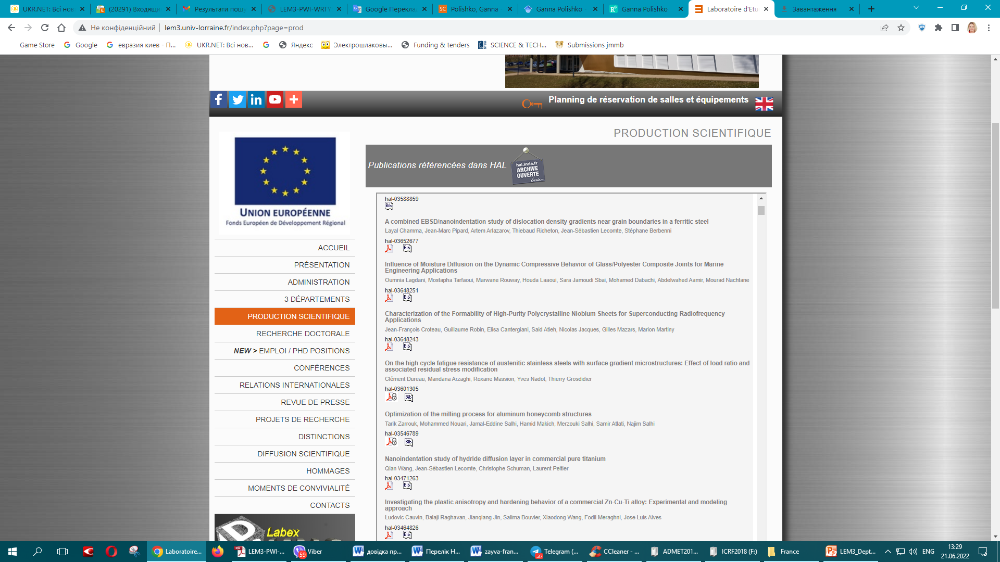 UKR.NET: Всі нов
(20291) Входящи
Результати пошу
LEM3-PWI-WRTY
Google Перекла
Polishko, Ganna
Ganna Polishko -
Ganna Polishko
Laboratoire d'Etu
Завантаження
Не конфіденційний
lem3.univ-lorraine.fr/index.php?page=prod
Game Store
Google
евразия киев - П...
UKR.NET: Всі нов...
Яндекс
Электрошлаковы...
Funding & tenders
SCIENCE & TECH...
Submissions jmmb
Planning de réservation de salles et équipements
UNION EUROPÉENNE
Fonds Européen de Développement Régional
ACCUEIL
PRÉSENTATION
ADMINISTRATION
3 DÉPARTEMENTS
PRODUCTION SCIENTIFIQUE
RECHERCHE DOCTORALE
NEW > EMPLOI / PHD POSITIONS
CONFÉRENCES
RELATIONS INTERNATIONALES
REVUE DE PRESSE
PROJETS DE RECHERCHE
DISTINCTIONS
DIFFUSION SCIENTIFIQUE
HOMMAGES
MOMENTS DE CONVIVIALITÉ
CONTACTS
Labex
PRODUCTION SCIENTIFIQUE
Publications référencées dans HAL
hal.inria.fr
ARCHIVE
OUVERTE
Inria
hal-03588859
Bib
A combined EBSD/nanoindentation study of dislocation density gradients near grain boundaries in a ferritic steel
Layal Chamma, Jean-Marc Pipard, Artem Arlazarov, Thiebaud Richeton, Jean-Sébastien Lecomte, Stéphane Berbenni
hal-03652677
Bib
Influence of Moisture Diffusion on the Dynamic Compressive Behavior of Glass/Polyester Composite Joints for Marine
Engineering Applications
Oumnia Lagdani, Mostapha Tarfaoui, Marwane Rouway, Houda Laaoui, Sara Jamoudi Sbai, Mohamed Dabachi, Abdelwahed Aamir, Mourad Nachtane
hal-03648251
Bib
Characterization of the Formability of High-Purity Polycrystalline Niobium Sheets for Superconducting Radiofrequency
Applications
Jean-François Croteau, Guillaume Robin, Elisa Cantergiani, Said Atieh, Nicolas Jacques, Gilles Mazars, Marion Martiny
hal-03648243
Bib
On the high cycle fatigue resistance of austenitic stainless steels with surface gradient microstructures: Effect of load ratio and
associated residual stress modification
Clément Dureau, Mandana Arzaghi, Roxane Massion, Yves Nadot, Thierry Grosdidier
hal-03601305
Bib
Optimization of the milling process for aluminum honeycomb structures
Tarik Zarrouk, Mohammed Nouari, Jamal-Eddine Salhi, Hamid Makich, Merzouki Salhi, Samir Atlati, Najim Salhi
hal-03546789
Bib
Nanoindentation study of hydride diffusion layer in commercial pure titanium
Qian Wang, Jean-Sébastien Lecomte, Christophe Schuman, Laurent Peltier
hal-03471263
Bib
Investigating the plastic anisotropy and hardening behavior of a commercial Zn-Cu-Ti alloy: Experimental and modeling
approach
Ludovic Cauvin, Balaji Raghavan, Jianqiang Jin, Salima Bouvier, Xiaodong Wang, Fodil Meraghni, Jose Luis Alves
hal-03464826
Bib
Laboratoire...
LEM3-PWI-...
Viber
59
довідка пр...
Перелік Н...
zayva-fran...
Telegram (...
37
CCleaner - ...
ADMET201...
ICRF2018 (F:)
France
LEM3_Dept...
ENG
13:29
21.06.2022